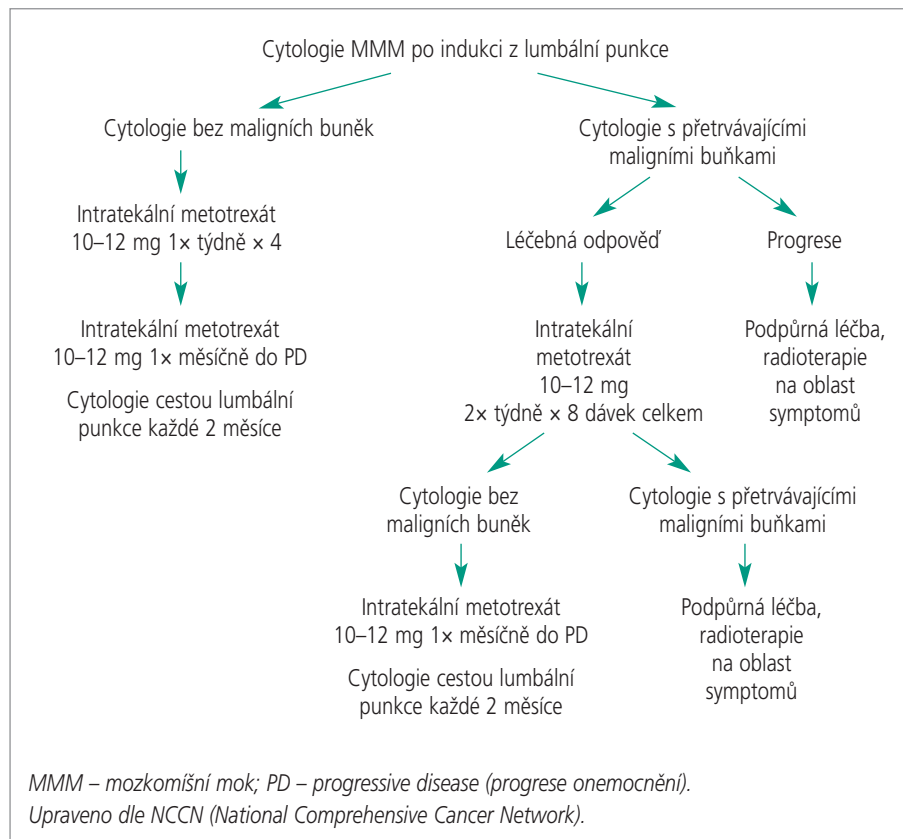 Cytologie MMM po indukci z lumbální punkce
Cytologie bez maligních buněk
Cytologie s přetrvávajícími
maligními buňkami
Intratekální metotrexát
10–12 mg 1× týdně × 4
Léčebná odpověď
Progrese
Intratekální metotrexát
10–12 mg 1× měsíčně do PD
Cytologie cestou lumbální
punkce každé 2 měsíce
Intratekální
metotrexát
10–12 mg
2× týdně × 8 dávek celkem
Podpůrná léčba,
radioterapie
na oblast
symptomů
Cytologie bez
maligních buněk
Cytologie s přetrvávajícími
maligními buňkami
Intratekální metotrexát
10–12 mg 1× měsíčně do PD
Cytologie cestou lumbální
punkce každé 2 měsíce
Podpůrná léčba,
radioterapie
na oblast
symptomů
MMM – mozkomíšní mok; PD – progressive disease (progrese onemocnění).
Upraveno dle NCCN (National Comprehensive Cancer Network).